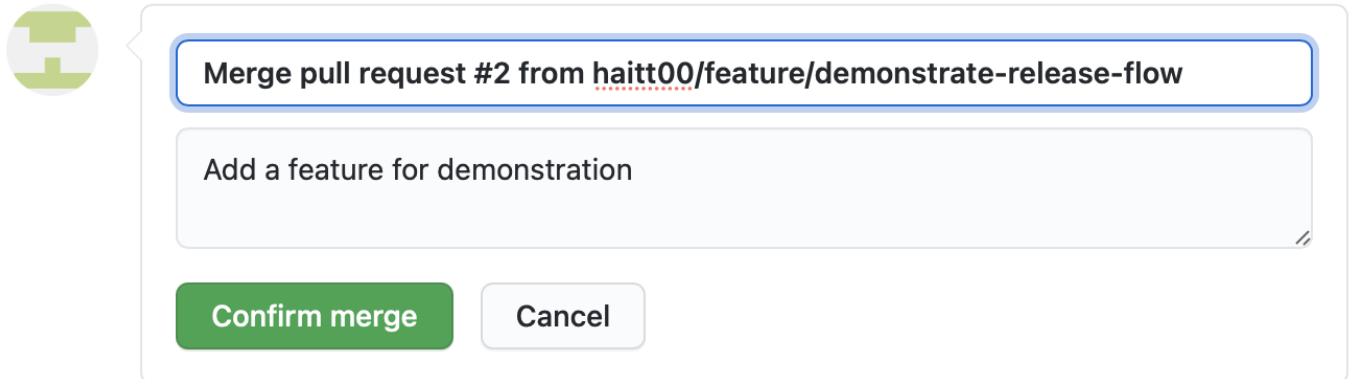 Merge pull request #2 from haitt00/feature/demonstrate-release-flow
Add a feature for demonstration
Confirm merge
Cancel